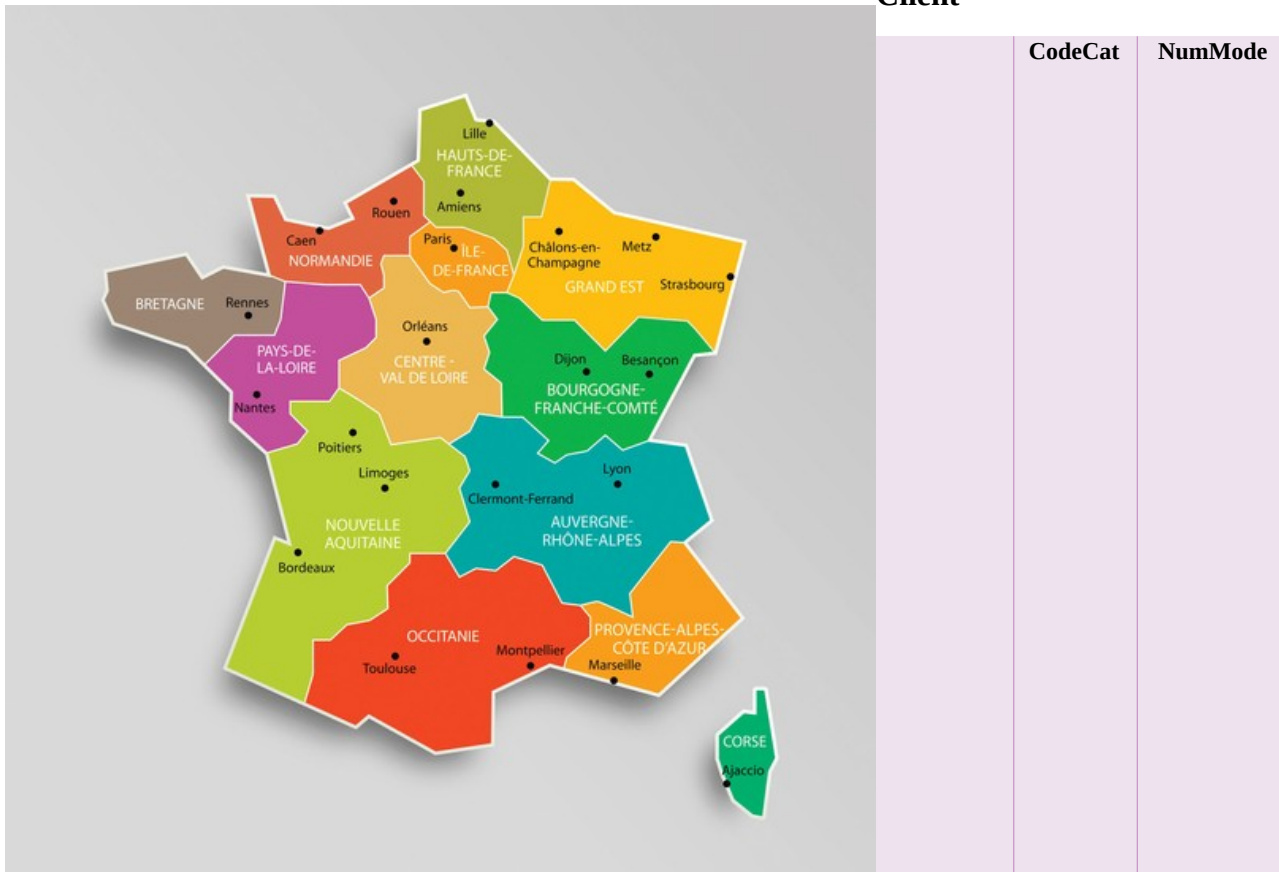 Client
CodeCat
NumMode
Lille
HAUTS-DE-
FRANCE
Amiens
Rouen
Caen
NORMANDIE
Paris
ÎLE-
DE-FRANCE
Châlons-en-
Champagne
Metz
Strasbourg
GRAND EST
BRETAGNE
Rennes
PAYS-DE-
LA-LOIRE
Nantes
Orléans
CENTRE -
VAL DE LOIRE
Dijon
Besançon
BOURGOGNE-
FRANCHE-COMTÉ
Poitiers
Limoges
NOUVELLE
AQUITAINE
Bordeaux
Clermont-Ferrand
Lyon
AUVERGNE-
RHÔNE-ALPES
OCCITANIE
Toulouse
Montpellier
PROVENCE-ALPES-
CÔTE D'AZUR
Marseille
CORSE
Ajaccio